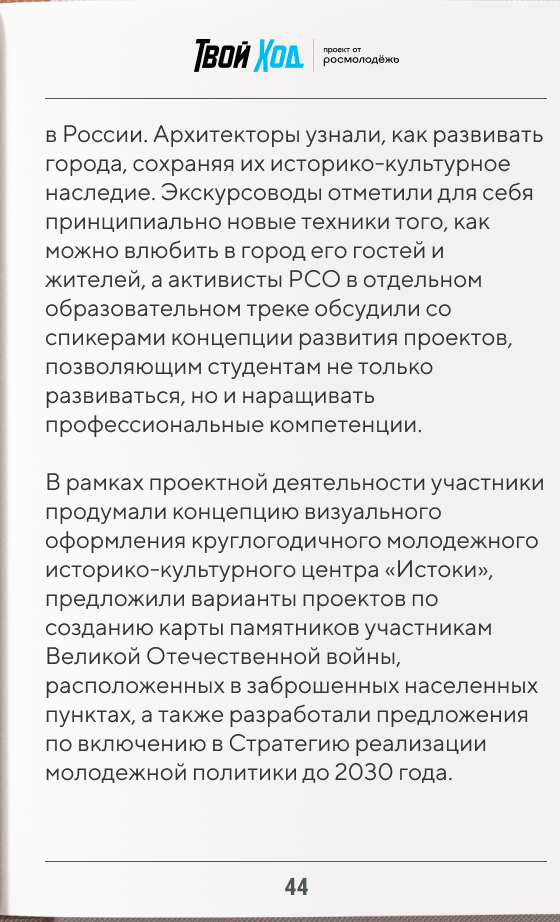 Твой Ход
проект от
росмолодёжь
в России. Архитекторы узнали, как развивать
города, сохраняя их историко-культурное
наследие. Экскурсоводы отметили для себя
принципиально новые техники того, как
можно влюбить в город его гостей и
жителей, а активисты РСО в отдельном
образовательном треке обсудили со
спикерами концепции развития проектов,
позволяющим студентам не только
развиваться, но и наращивать
профессиональные компетенции.
В рамках проектной деятельности участники
продумали концепцию визуального
оформления круглогодичного молодежного
историко-культурного центра «Истоки»,
предложили варианты проектов по
созданию карты памятников участникам
Великой Отечественной войны,
расположенных в заброшенных населенных
пунктах, а также разработали предложения
по включению в Стратегию реализации
молодежной политики до 2030 года.
44